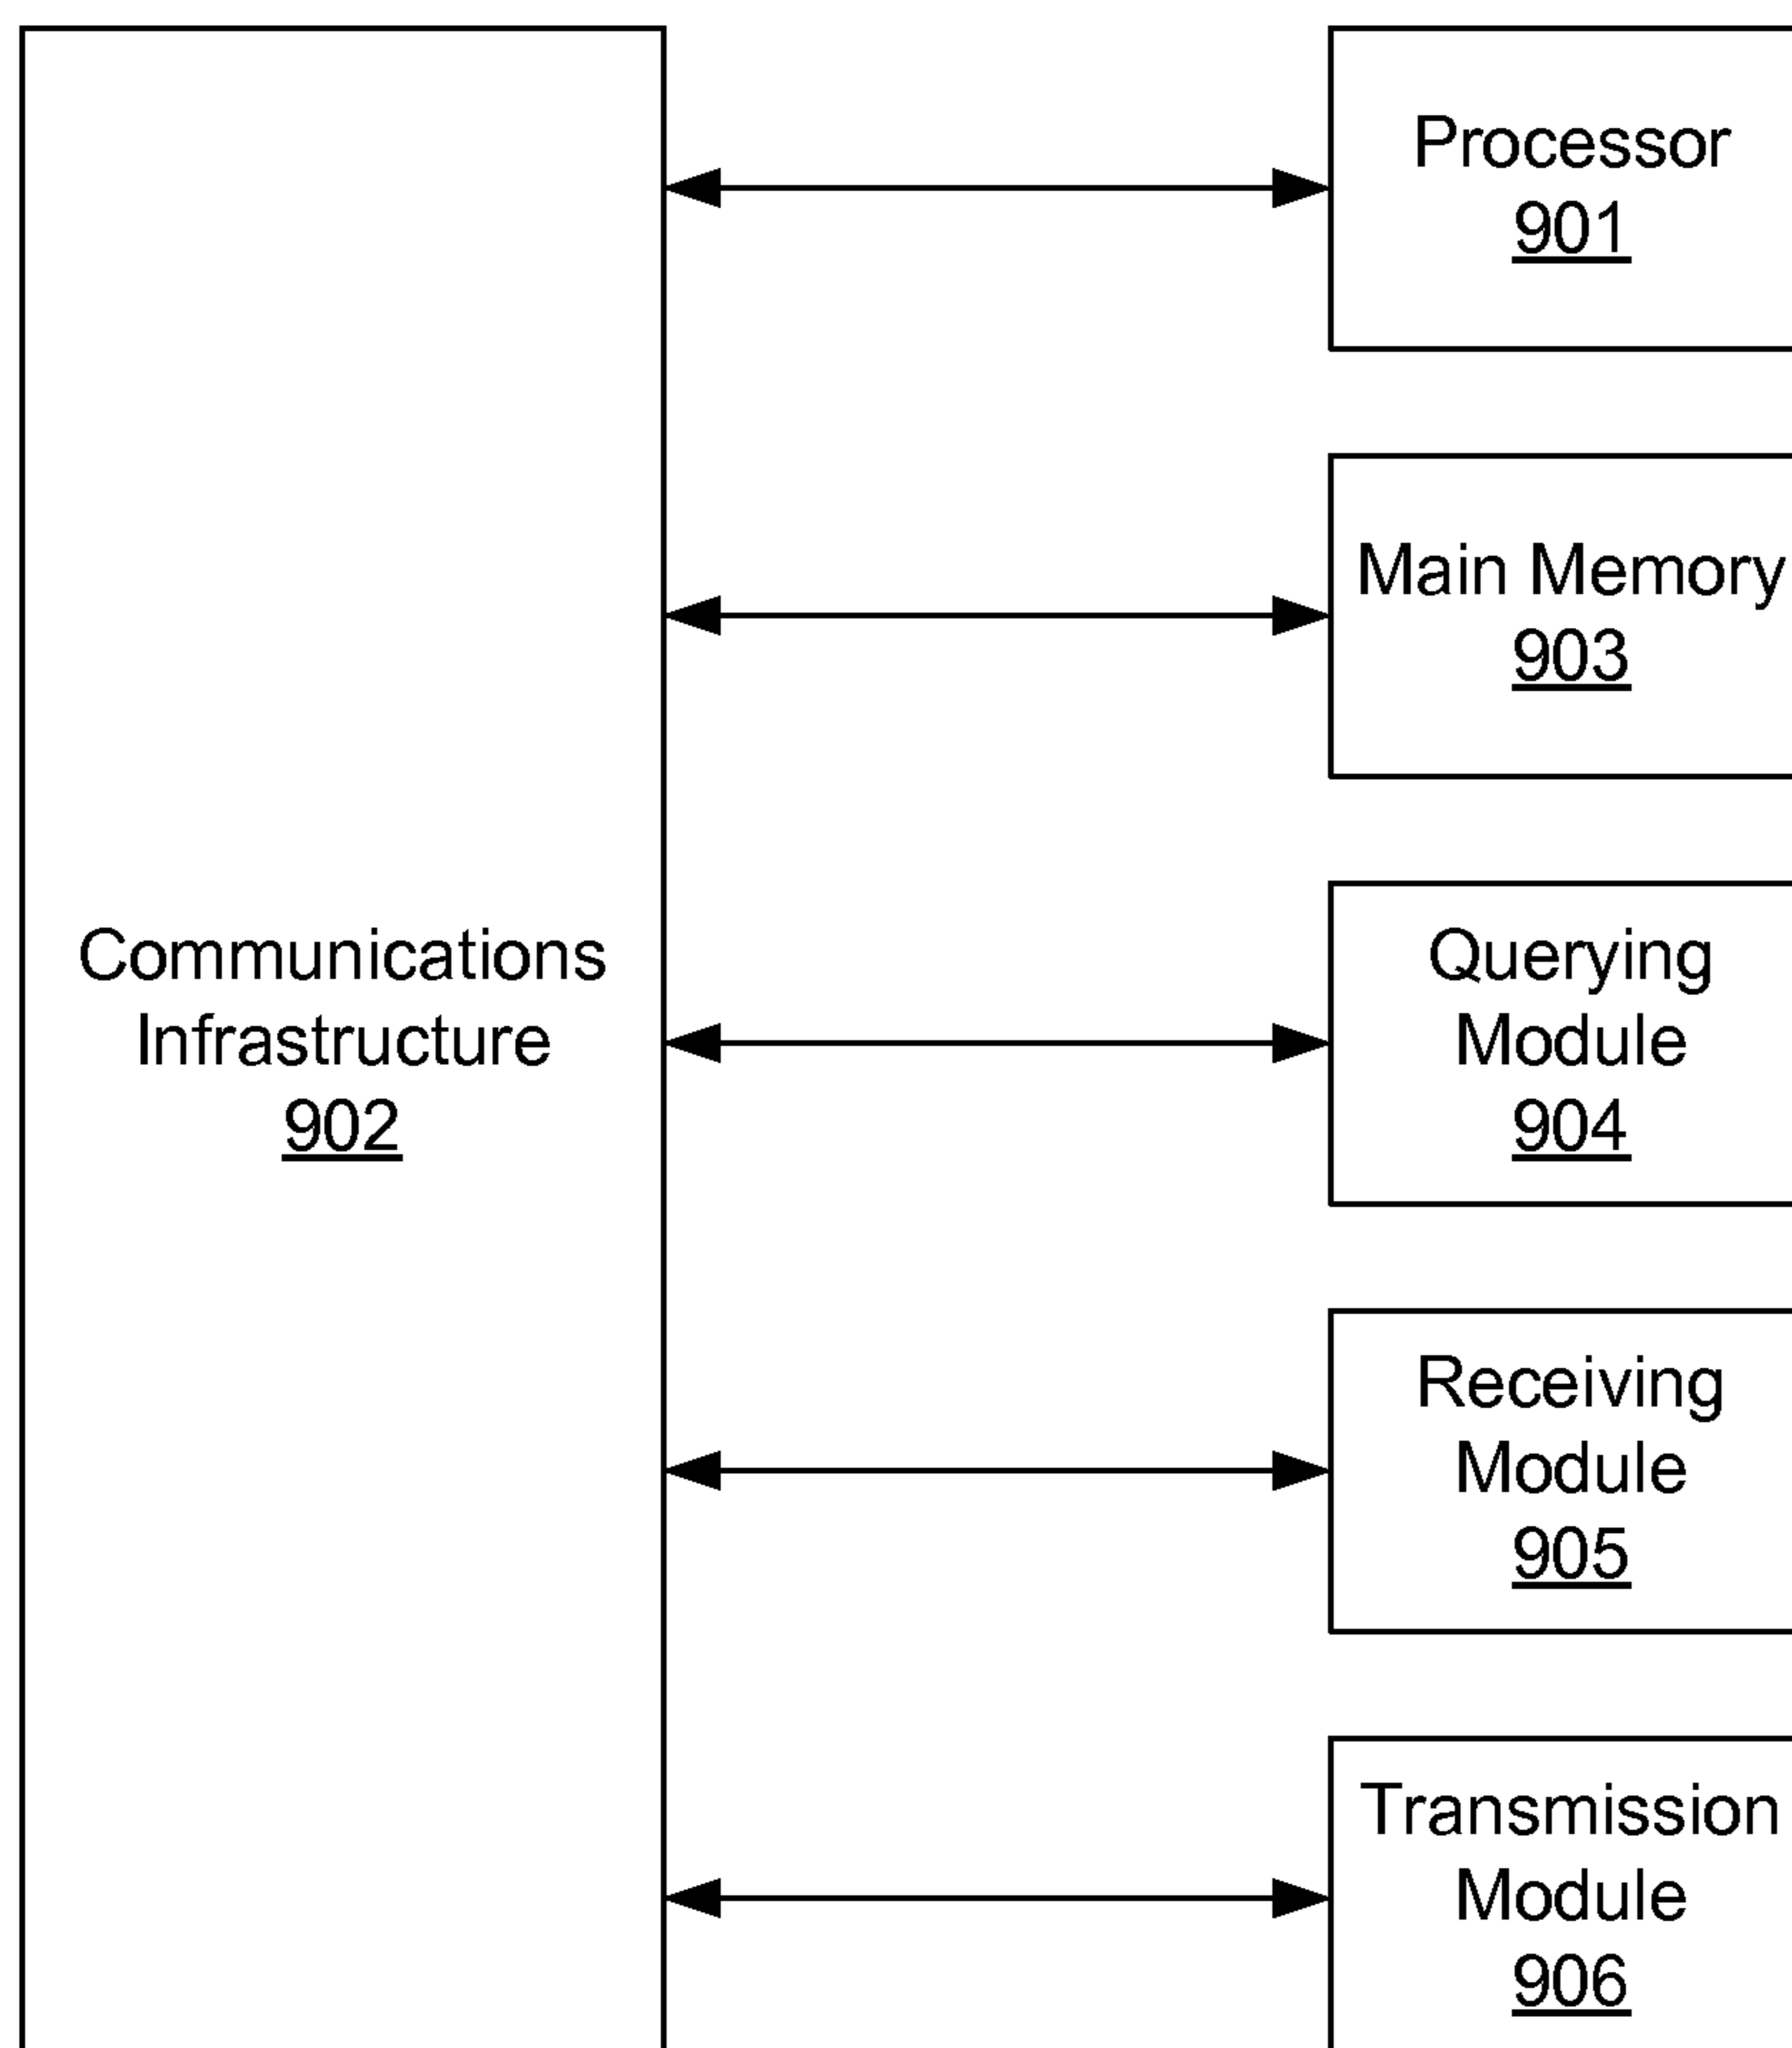 Communications
Infrastructure
902
Processor
901
Main Memory
903
Querying
Module
904
Receiving
Module
905
Transmission
Module
906